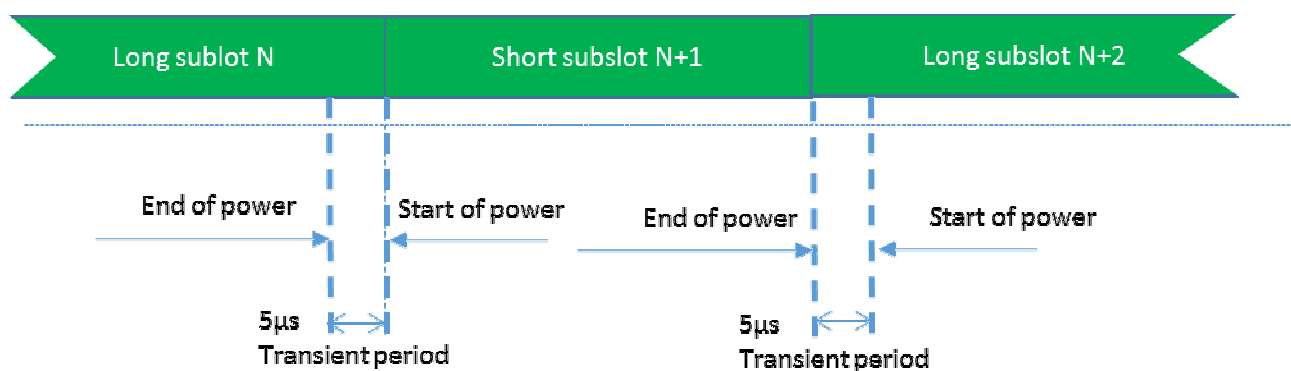 Long sublot N
Short subslot N+1
Long subslot N+2
End of power
Start of power
End of power
Start of power
5µs
Transient period
5µs
Transient period